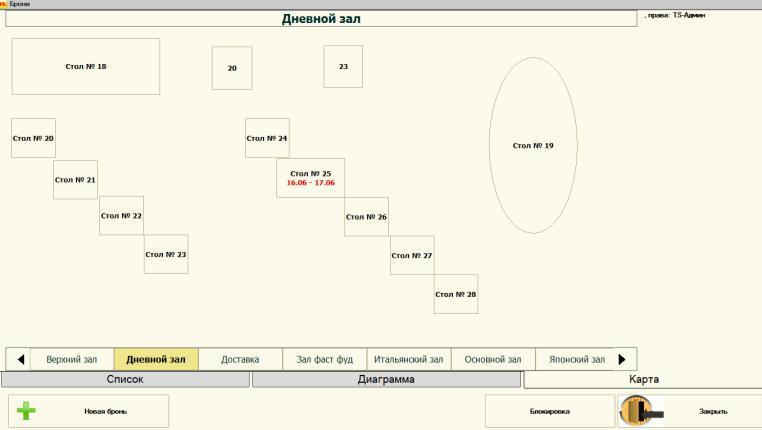 Брони
Дневной зал
, права: TS-Админ
Стол № 18
20
23
Стол № 19
Стол № 20
Стол № 24
Стол № 21
Стол № 25
16.06 - 17.06
Стол № 22
Стол № 26
Стол № 23
Стол № 27
Стол № 28
Верхний зал Дневной зал Доставка Зал фаст фуд Итальянский зал Основной зал Японский зал
Список Диаграмма Карта
Новая бронь Блокировка Закрыть